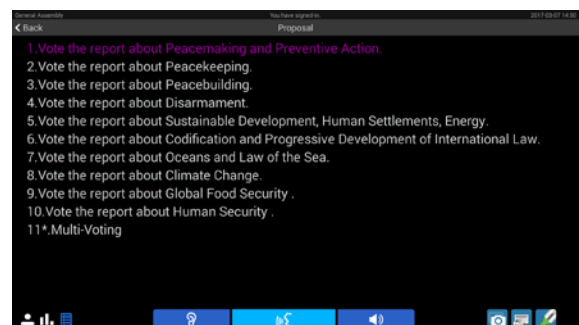 General Assembly
You have signed in.
2017-03-07 14:50
Back
Proposal
1.Vote the report about Peacemaking and Preventive Action.
2.Vote the report about Peacekeeping.
3.Vote the report about Peacebuilding.
4.Vote the report about Disarmament.
5.Vote the report about Sustainable Development, Human Settlements, Energy.
6.Vote the report about Codification and Progressive Development of International Law.
7.Vote the report about Oceans and Law of the Sea.
8.Vote the report about Climate Change.
9.Vote the report about Global Food Security .
10.Vote the report about Human Security .
11*.Multi-Voting